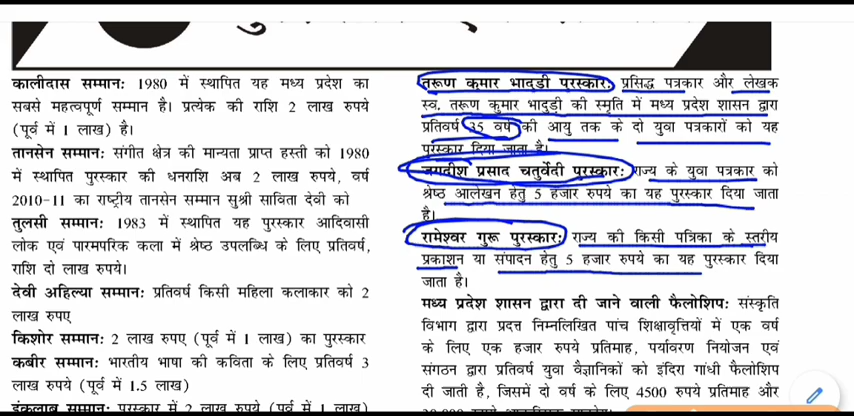 कालीदास सम्मानः 1980 में स्थापित यह मध्य प्रदेश का
सबसे महत्वपूर्ण सम्मान है। प्रत्येक की राशि 2 लाख रुपये
(पूर्व में 1 लाख) है।
तानसेन सम्मानः संगीत क्षेत्र की मान्यता प्राप्त हस्ती को 1980
में स्थापित पुरस्कार की धनराशि अब 2 लाख रुपये, वर्ष
2010-11 का राष्ट्रीय तानसेन सम्मान सुश्री साविता देवी को
तुलसी सम्मानः 1983 में स्थापित यह पुरस्कार आदिवासी
लोक एवं पारमपरिक कला में श्रेष्ठ उपलब्धि के लिए प्रतिवर्ष,
राशि दो लाख रुपये।
देवी अहिल्या सम्मानः प्रतिवर्ष किसी महिला कलाकार को 2
लाख रुपए
किशोर सम्मानः 2 लाख रुपए (पूर्व में 1 लाख) का पुरस्कार
कबीर सम्मानः भारतीय भाषा की कविता के लिए प्रतिवर्ष 3
लाख रुपये (पूर्व में 1.5 लाख)
इंकलाब सम्मानः पुरस्कार में 2 लाख रुपये (पूर्व में 1 लाख)
तरूण कुमार भादुडी पुरस्कारः प्रसिद्ध पत्रकार और लेखक
स्व. तरूण कुमार भादुड़ी की स्मृति में मध्य प्रदेश शासन द्वारा
प्रतिवर्ष 35 वर्ष की आयु तक के दो युवा पत्रकारों को यह
पुरस्कार दिया जाता है।
जगदीश प्रसाद चतुर्वेदी पुरस्कारः राज्य के युवा पत्रकार को
श्रेष्ठ आलेखन हेतु 5 हजार रुपये का यह पुरस्कार दिया जाता
है।
रामेश्वर गुरू पुरस्कारः राज्य की किसी पत्रिका के स्तरीय
प्रकाशन या संपादन हेतु 5 हजार रुपये का यह पुरस्कार दिया
जाता है।
मध्य प्रदेश शासन द्वारा दी जाने वाली फैलोशिपः संस्कृति
विभाग द्वारा प्रदत्त निम्नलिखित पांच शिक्षावृत्तियों में एक वर्ष
के लिए एक हजार रुपये प्रतिमाह, पर्यावरण नियोजन एवं
संगठन द्वारा प्रतिवर्ष युवा वैज्ञानिकों को इंदिरा गांधी फैलोशिप
दी जाती है, जिसमें दो वर्ष के लिए 4500 रुपये प्रतिमाह और